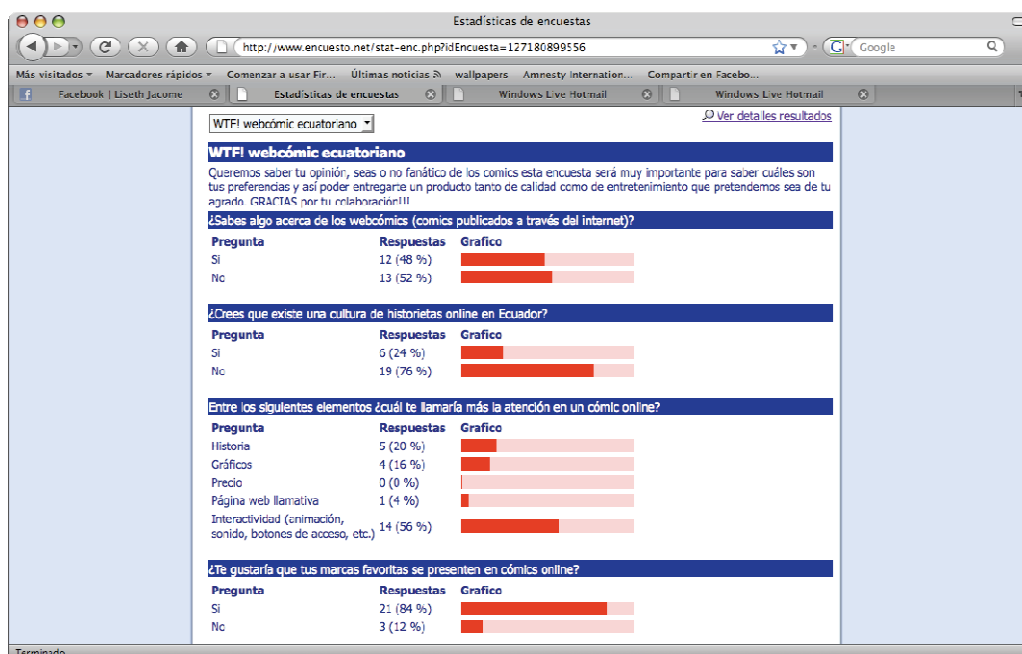 Estadísticas de encuestas
http://www.encuesto.net/stat-enc.php?idEncuesta=127180899556
Google
Más visitados Marcadores rápidos Comenzar a usar Fir... Últimas noticias wallpapers Amnesty Internation... Compartir en Facebo...
Facebook | Liseth Jacome Estadísticas de encuestas Windows Live Hotmail Windows Live Hotmail
WTF! webcómic ecuatoriano Ver detalles resultados
WTF! webcómic ecuatoriano
Queremos saber tu opinión, seas o no fanático de los comics esta encuesta será muy importante para saber cuáles son
tus preferencias y así poder entregarte un producto tanto de calidad como de entretenimiento que pretendemos sea de tu
agrado. GRACIAS por tu colaboración!!!
¿Sabes algo acerca de los webcómics (comics publicados a través del internet)?
Pregunta Respuestas Grafico
Si 12 (48 %)
No 13 (52 %)
¿Crees que existe una cultura de historietas online en Ecuador?
Pregunta Respuestas Grafico
Si 6 (24 %)
No 19 (76 %)
Entre los siguientes elementos ¿cuál te llamaría más la atención en un cómic online?
Pregunta Respuestas Grafico
Historia 5 (20 %)
Gráficos 4 (16 %)
Precio 0 (0 %)
Página web llamativa 1 (4 %)
Interactividad (animación,
sonido, botones de acceso, etc.) 14 (56 %)
¿Te gustaría que tus marcas favoritas se presenten en cómics online?
Pregunta Respuestas Grafico
Si 21 (84 %)
No 3 (12 %)
Terminado